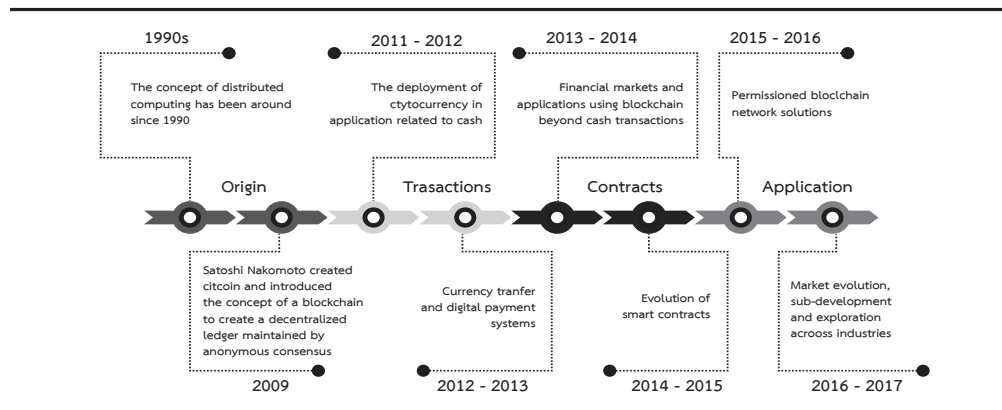 1990s
The concept of distributed
computing has been around
since 1990
2011 - 2012
The deployment of
ctytocurrency in
application related to cash
2013 - 2014
Financial markets and
applications using blockchain
beyond cash transactions
2015 - 2016
Permissioned bloclchain
network solutions
Origin
Trasactions
Contracts
Application
Satoshi Nakomoto created
citcoin and introduced
the concept of a blockchain
to create a decentralized
ledger maintained by
anonymous consensus
2009
Currency tranfer
and digital payment
systems
2012 - 2013
Evolution of
smart contracts
2014 - 2015
Market evolution,
sub-development
and exploration
acrooss industries
2016 - 2017